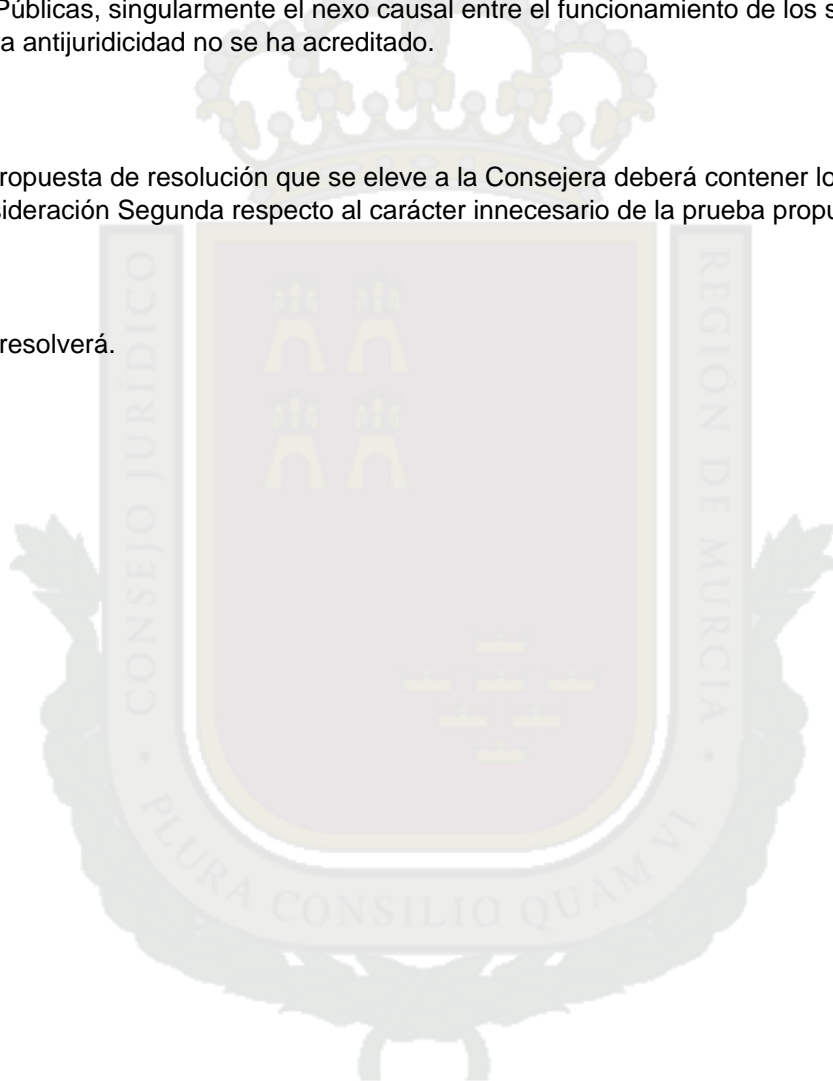 Públicas, singularmente el nexo causal entre el funcionamiento de los s
a antijuridicidad no se ha acreditado.
ropuesta de resolución que se eleve a la Consejera deberá contener lo
sideración Segunda respecto al carácter innecesario de la prueba propu
resolverá.
CONSEJO JURÍDICO
REGIÓN DE MURCIA
PLURA CONSILIO QUAM VI